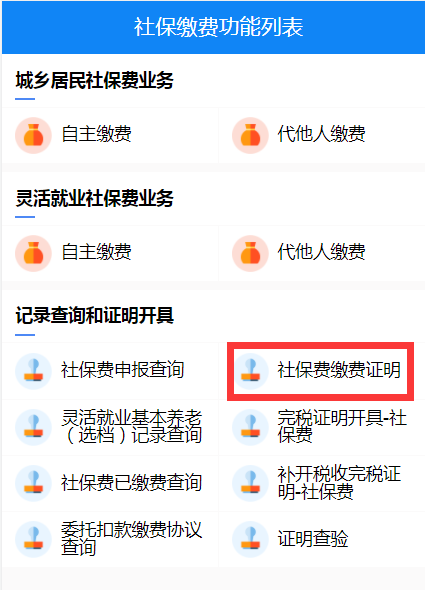 社保缴费功能列表
城乡居民社保费业务
自主缴费
代他人缴费
灵活就业社保费业务
自主缴费
代他人缴费
记录查询和证明开具
社保费申报查询
社保费缴费证明
灵活就业基本养老
（选档）记录查询
完税证明开具-社
保费
社保费已缴费查询
补开税收完税证
明-社保费
委托扣款缴费协议
查询
证明查验